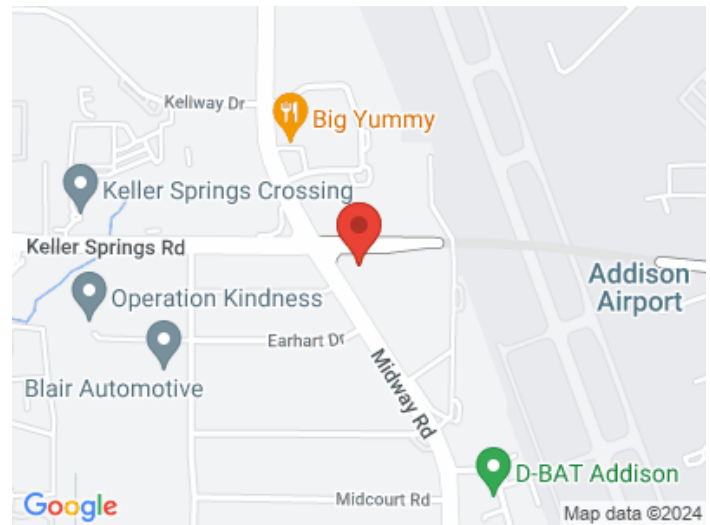 Kellway Dr
Big Yummy
Keller Springs Crossing
Keller Springs Rd
Addison
Airport
Operation Kindness
Earhart Dr
Blair Automotive
Midway Rd
D-BAT Addison
Midcourt Rd
Google
Map data ©2024